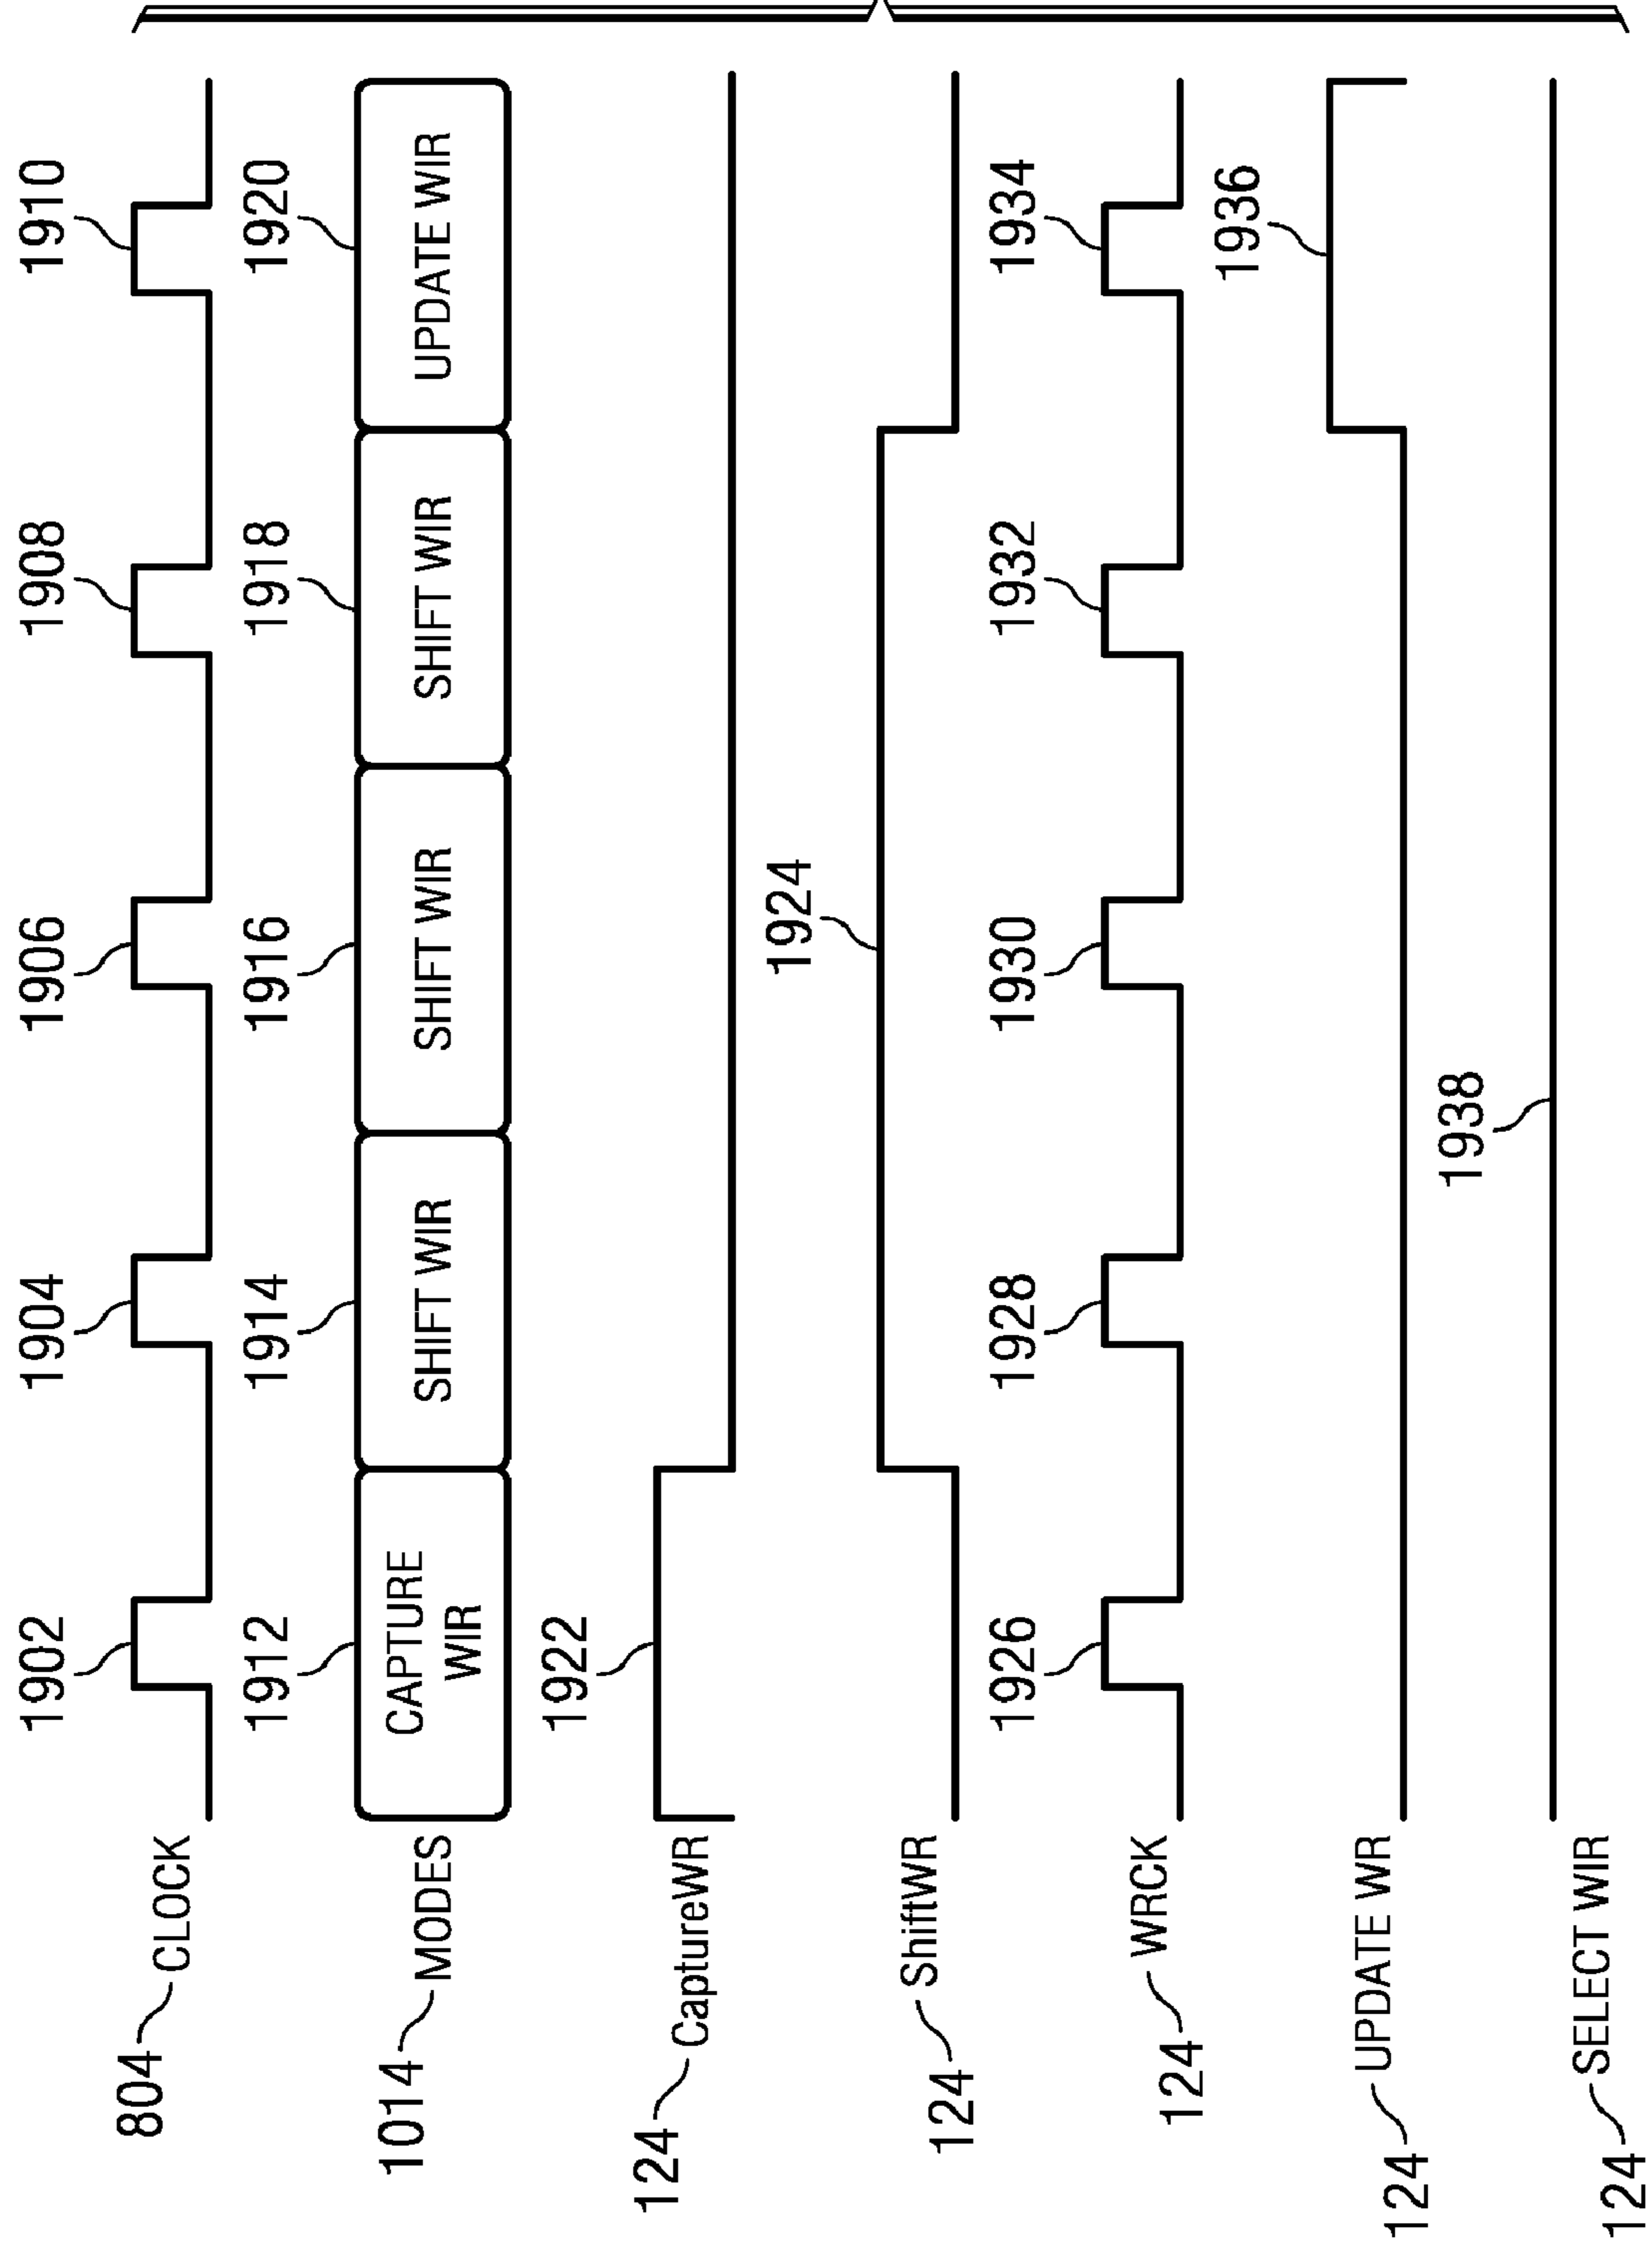 1902 1904 1906 1908 1910
804 CLOCK
1912 1914 1916 1918 1920
1014 MODES CAPTURE WIR SHIFT WIR SHIFT WIR SHIFT WIR UPDATE WIR
1922
124 CaptureWR
1924
124 ShiftWR
1926 1928 1930 1932 1934
124 WRCK
1936
124 UPDATE WR
1938
124 SELECT WIR